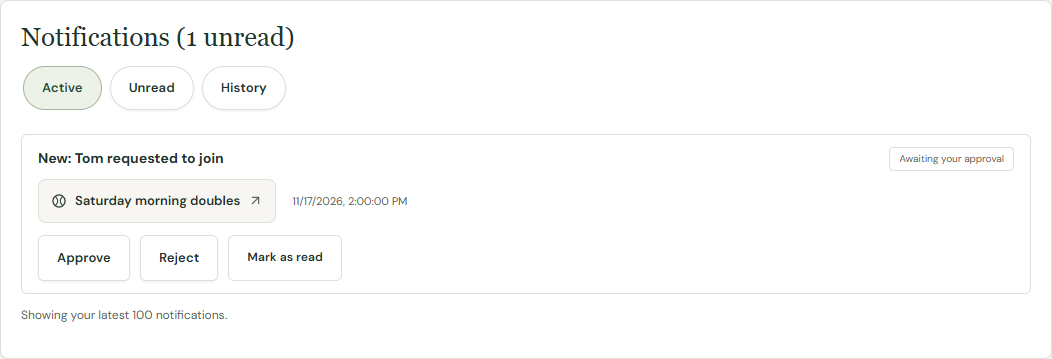 Notifications (1 unread)
Active Unread History
New: Tom requested to join Awaiting your approval
Saturday morning doubles 11/17/2026, 2:00:00 PM
Approve Reject Mark as read
Showing your latest 100 notifications.